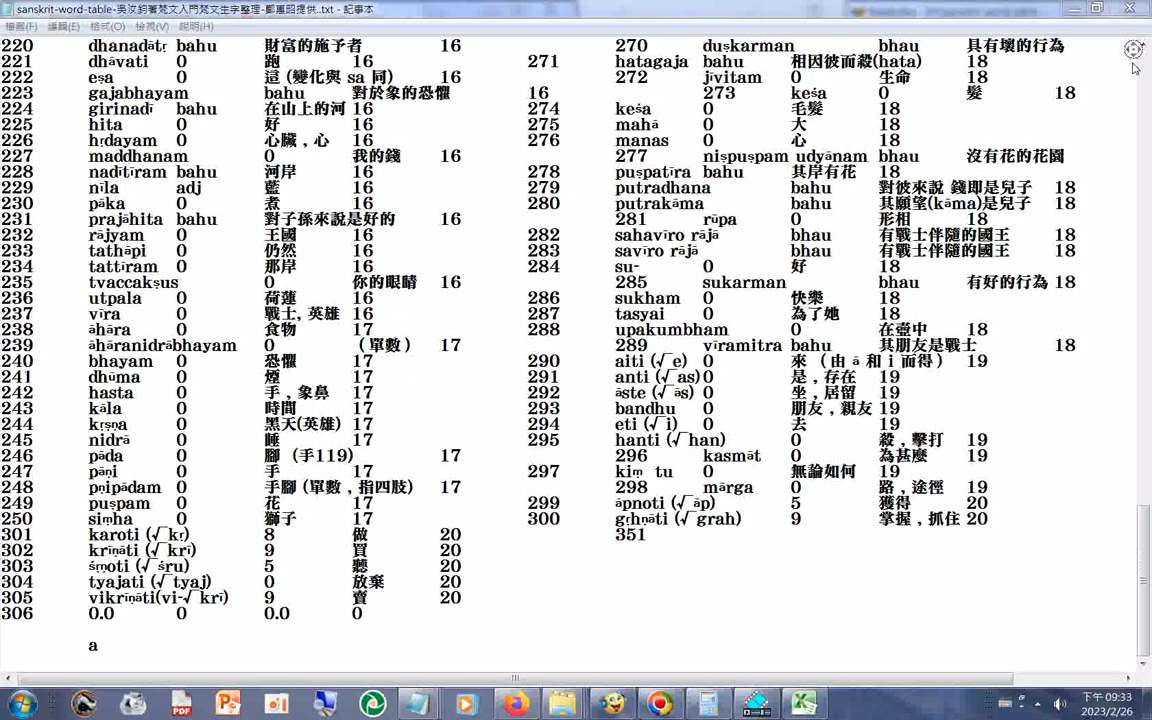 sanskrit-word-table-吳汝鈞著梵文入門梵文生字整理-鄭憲昭提供..txt - 記事本
檔案(F) 編輯(E) 格式(O) 檢視(V) 說明(H)
220 dhanadātṛ bahu 財富的施予者 16 270 duṣkarman bhau 具有壞的行為
221 dhāvati 0 跑 16 271 hatagaja bahu 相因彼而殺(hata) 18
222 eṣa 這 (變化與 sa 同) 16 272 jīvitam 0 生命 18
223 gajabhayam bahu 對於象的恐懼 16 273 keśa 0 髮 18
224 girinadī bahu 在山上的河 16 274 keśa 0 毛髮 18
225 hita 0 好 16 275 mahā 0 大 18
226 hṛdayam 0 心臟 , 心 16 276 manas 0 心 18
227 maddhanam 0 我的錢 16 277 niṣpuṣpam udyānam bhau 沒有花的花園
228 nadītīram bahu 河岸 16 278 puṣpatīra bahu 其岸有花 18
229 nīla adj 藍 16 279 putradhana bahu 對彼來說 錢即是兒子 18
230 pāka 0 煮 16 280 putrakāma bahu 其願望(kāma)是兒子 18
231 prajāhita bahu 對子孫來說是好的 16 281 rūpa 0 形相 18
232 rājyam 0 王國 16 282 sahavīro rājā bhau 有戰士伴隨的國王 18
233 tathāpi 0 仍然 16 283 savīro rājā bhau 有戰士伴隨的國王 18
234 tattīram 0 那岸 16 284 su- 0 好 18
235 tvaccakṣus 0 你的眼睛 16 285 sukarman bhau 有好的行為 18
236 utpala 0 荷蓮 16 286 sukham 0 快樂 18
237 vīra 0 戰士, 英雄 16 287 tasyai 0 為了她 18
238 āhāra 0 食物 17 288 upakumbham 0 在壺中 18
239 āhāranidrābhayam 0 (單數) 17 289 vīramitra bahu 其朋友是戰士 18
240 bhayam 0 恐懼 17 290 aiti (√e) 0 來 (由 ā 和 i 而得) 19
241 dhūma 0 煙 17 291 anti (√as) 0 是 , 存在 19
242 hasta 0 手 , 象鼻 17 292 āste (√ās) 0 坐 , 居留 19
243 kāla 0 時間 17 293 bandhu 0 朋友 , 親友 19
244 kṛṣṇa 0 黑天(英雄) 17 294 eti (√i) 0 去 19
245 nidrā 0 睡 17 295 hanti (√han) 0 殺 , 擊打 19
246 pāda 0 腳 (手119) 17 296 kasmāt 0 為甚麼 19
247 pāṇi 0 手 17 297 kiṃ tu 0 無論如何 19
248 pṇipādam 0 手腳 (單數 , 指四肢) 17 298 mārga 0 路 , 途徑 19
249 puṣpam 0 花 17 299 āpnoti (√āp) 5 獲得 20
250 siṃha 0 獅子 17 300 gṛhṇāti (√grah) 9 掌握 , 抓住 20
301 karoti (√kṛ) 8 做 20 351
302 krīṇāti (√krī) 9 買 20
303 śṃoti (√śru) 5 聽 20
304 tyajati (√tyaj) 0 放棄 20
305 vikrīṇāti(vi-√krī) 9 賣 20
306 0.0 0 0.0 0
a
下午 09:33
2023/2/26